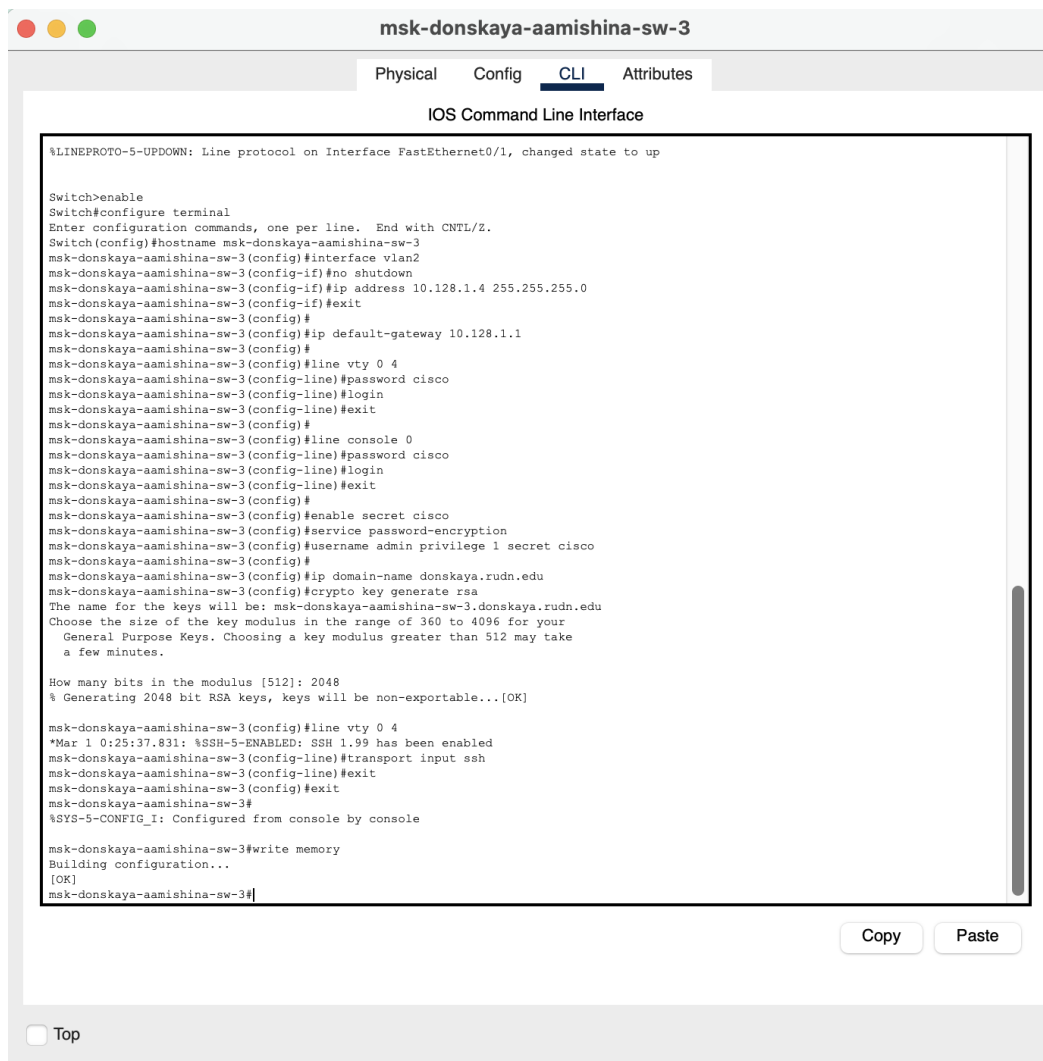 msk-donskaya-aamishina-sw-3
Physical Config CLI Attributes
IOS Command Line Interface
%LINEPROTO-5-UPDOWN: Line protocol on Interface FastEthernet0/1, changed state to up
Switch>enable
Switch#configure terminal
Enter configuration commands, one per line.  End with CNTL/Z.
Switch(config)#hostname msk-donskaya-aamishina-sw-3
msk-donskaya-aamishina-sw-3(config)#interface vlan2
msk-donskaya-aamishina-sw-3(config-if)#no shutdown
msk-donskaya-aamishina-sw-3(config-if)#ip address 10.128.1.4 255.255.255.0
msk-donskaya-aamishina-sw-3(config-if)#exit
msk-donskaya-aamishina-sw-3(config)#
msk-donskaya-aamishina-sw-3(config)#ip default-gateway 10.128.1.1
msk-donskaya-aamishina-sw-3(config)#
msk-donskaya-aamishina-sw-3(config)#line vty 0 4
msk-donskaya-aamishina-sw-3(config-line)#password cisco
msk-donskaya-aamishina-sw-3(config-line)#login
msk-donskaya-aamishina-sw-3(config-line)#exit
msk-donskaya-aamishina-sw-3(config)#
msk-donskaya-aamishina-sw-3(config)#line console 0
msk-donskaya-aamishina-sw-3(config-line)#password cisco
msk-donskaya-aamishina-sw-3(config-line)#login
msk-donskaya-aamishina-sw-3(config-line)#exit
msk-donskaya-aamishina-sw-3(config)#
msk-donskaya-aamishina-sw-3(config)#enable secret cisco
msk-donskaya-aamishina-sw-3(config)#service password-encryption
msk-donskaya-aamishina-sw-3(config)#username admin privilege 1 secret cisco
msk-donskaya-aamishina-sw-3(config)#
msk-donskaya-aamishina-sw-3(config)#ip domain-name donskaya.rudn.edu
msk-donskaya-aamishina-sw-3(config)#crypto key generate rsa
The name for the keys will be: msk-donskaya-aamishina-sw-3.donskaya.rudn.edu
Choose the size of the key modulus in the range of 360 to 4096 for your
General Purpose Keys. Choosing a key modulus greater than 512 may take
a few minutes.
How many bits in the modulus [512]: 2048
% Generating 2048 bit RSA keys, keys will be non-exportable...[OK]
msk-donskaya-aamishina-sw-3(config)#line vty 0 4
*Mar 1 0:25:37.831: %SSH-5-ENABLED: SSH 1.99 has been enabled
msk-donskaya-aamishina-sw-3(config-line)#transport input ssh
msk-donskaya-aamishina-sw-3(config-line)#exit
msk-donskaya-aamishina-sw-3(config)#exit
msk-donskaya-aamishina-sw-3#
%SYS-5-CONFIG_I: Configured from console by console
msk-donskaya-aamishina-sw-3#write memory
Building configuration...
[OK]
msk-donskaya-aamishina-sw-3#
Copy Paste
Top